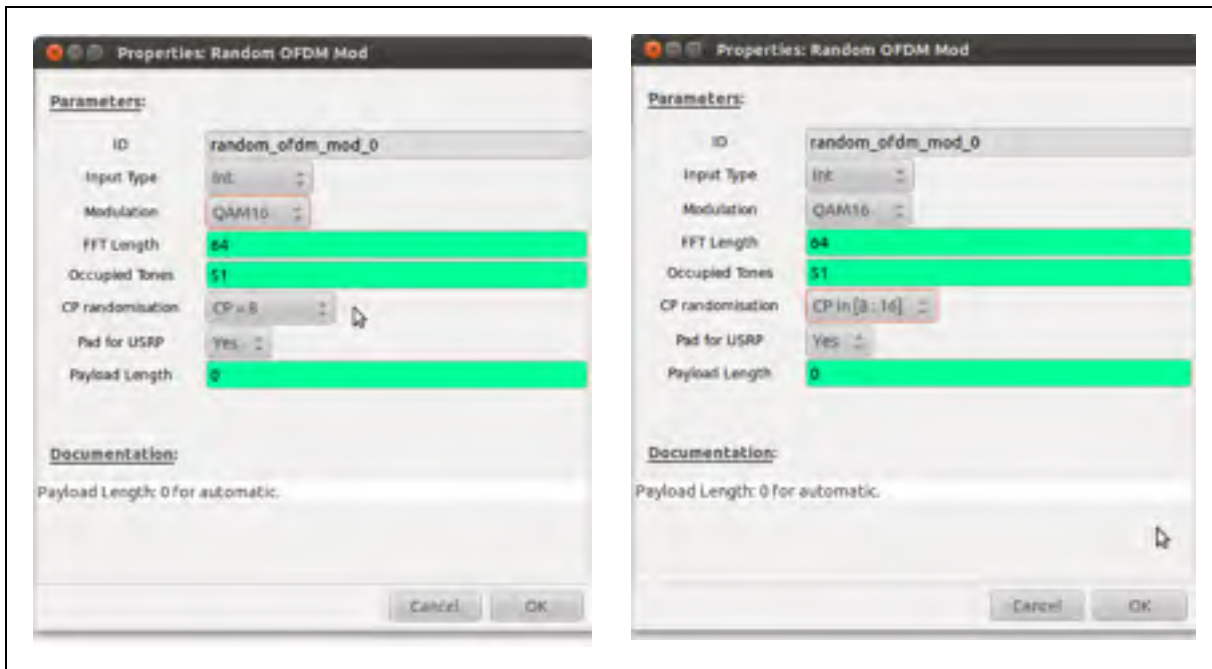 Properties: Random OFDM Mod
Parameters:
ID random_ofdm_mod_0
Input Type Int
Modulation QAM16
FFT Length 64
Occupied Tones 51
CP randomisation CP = 8
Pad for USRP Yes
Payload Length 0
Documentation:
Payload Length: 0 for automatic.
Cancel OK
Properties: Random OFDM Mod
Parameters:
ID random_ofdm_mod_0
Input Type Int
Modulation QAM16
FFT Length 64
Occupied Tones 51
CP randomisation CP in [8 : 16]
Pad for USRP Yes
Payload Length 0
Documentation:
Payload Length: 0 for automatic.
Cancel OK